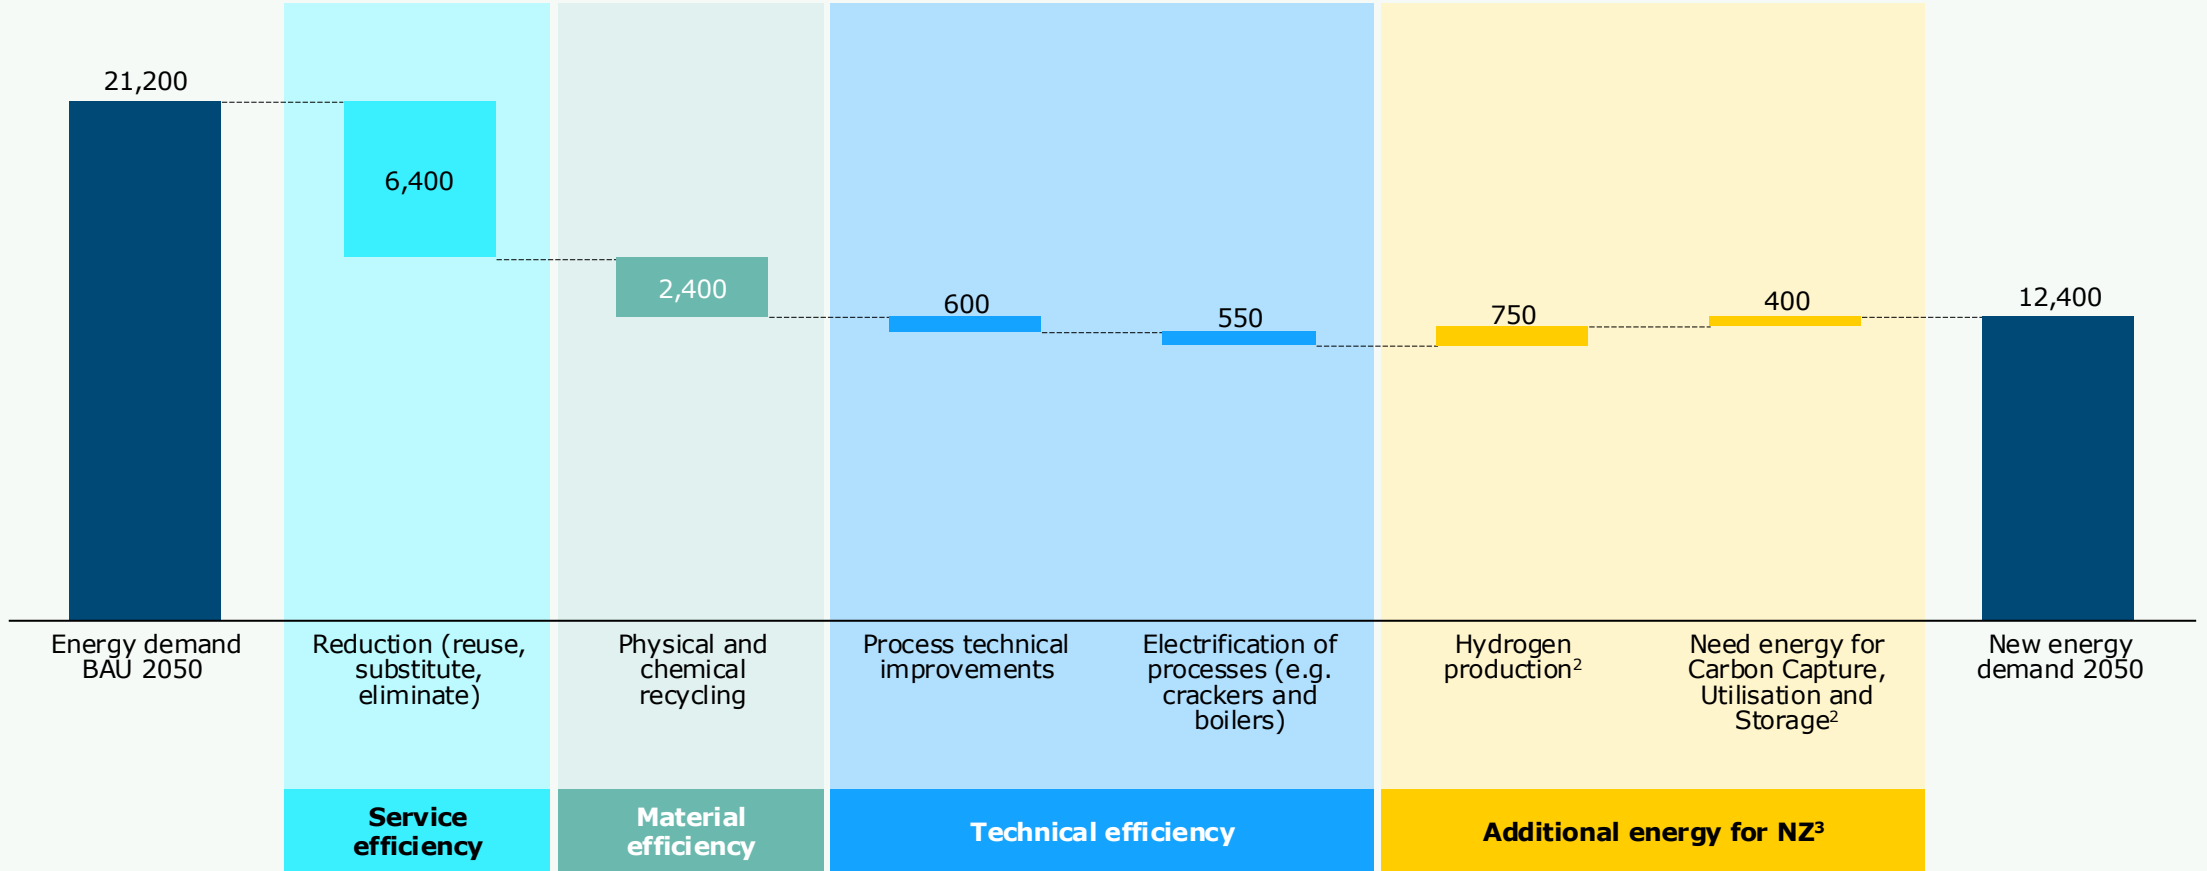 21,200
6,400
2,400
600
550
750
400
12,400
Energy demand
BAU 2050
Reduction (reuse,
substitute,
eliminate)
Physical and
chemical
recycling
Process technical
improvements
Electrification of
processes (e.g.
crackers and
boilers)
Hydrogen
production²
Need energy for
Carbon Capture,
Utilisation and
Storage²
New energy
demand 2050
Service
efficiency
Material
efficiency
Technical efficiency
Additional energy for NZ³